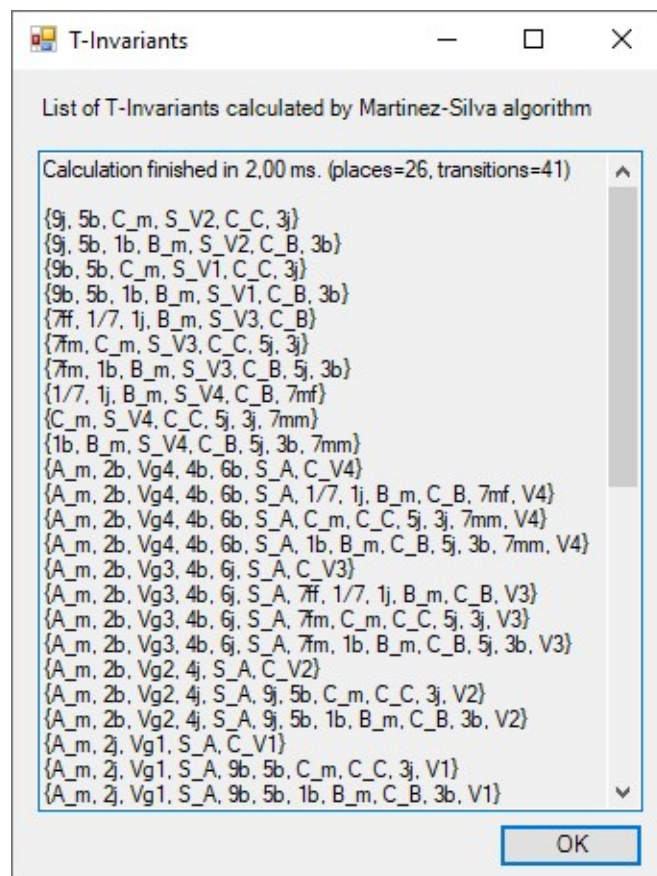 T-Invariants
List of T-Invariants calculated by Martinez-Silva algorithm
Calculation finished in 2,00 ms. (places=26, transitions=41)
{9j, 5b, C_m, S_V2, C_C, 3j}
{9j, 5b, 1b, B_m, S_V2, C_B, 3b}
{9b, 5b, C_m, S_V1, C_C, 3j}
{9b, 5b, 1b, B_m, S_V1, C_B, 3b}
{7ff, 1/7, 1j, B_m, S_V3, C_B}
{7fm, C_m, S_V3, C_C, 5j, 3j}
{7fm, 1b, B_m, S_V3, C_B, 5j, 3b}
{1/7, 1j, B_m, S_V4, C_B, 7mf}
{C_m, S_V4, C_C, 5j, 3j, 7mm}
{1b, B_m, S_V4, C_B, 5j, 3b, 7mm}
{A_m, 2b, Vg4, 4b, 6b, S_A, C_V4}
{A_m, 2b, Vg4, 4b, 6b, S_A, 1/7, 1j, B_m, C_B, 7mf, V4}
{A_m, 2b, Vg4, 4b, 6b, S_A, C_m, C_C, 5j, 3j, 7mm, V4}
{A_m, 2b, Vg4, 4b, 6b, S_A, 1b, B_m, C_B, 5j, 3b, 7mm, V4}
{A_m, 2b, Vg3, 4b, 6j, S_A, C_V3}
{A_m, 2b, Vg3, 4b, 6j, S_A, 7ff, 1/7, 1j, B_m, C_B, V3}
{A_m, 2b, Vg3, 4b, 6j, S_A, 7fm, C_m, C_C, 5j, 3j, V3}
{A_m, 2b, Vg3, 4b, 6j, S_A, 7fm, 1b, B_m, C_B, 5j, 3b, V3}
{A_m, 2b, Vg2, 4j, S_A, C_V2}
{A_m, 2b, Vg2, 4j, S_A, 9j, 5b, C_m, C_C, 3j, V2}
{A_m, 2b, Vg2, 4j, S_A, 9j, 5b, 1b, B_m, C_B, 3b, V2}
{A_m, 2j, Vg1, S_A, C_V1}
{A_m, 2j, Vg1, S_A, 9b, 5b, C_m, C_C, 3j, V1}
{A_m, 2j, Vg1, S_A, 9b, 5b, 1b, B_m, C_B, 3b, V1}
OK